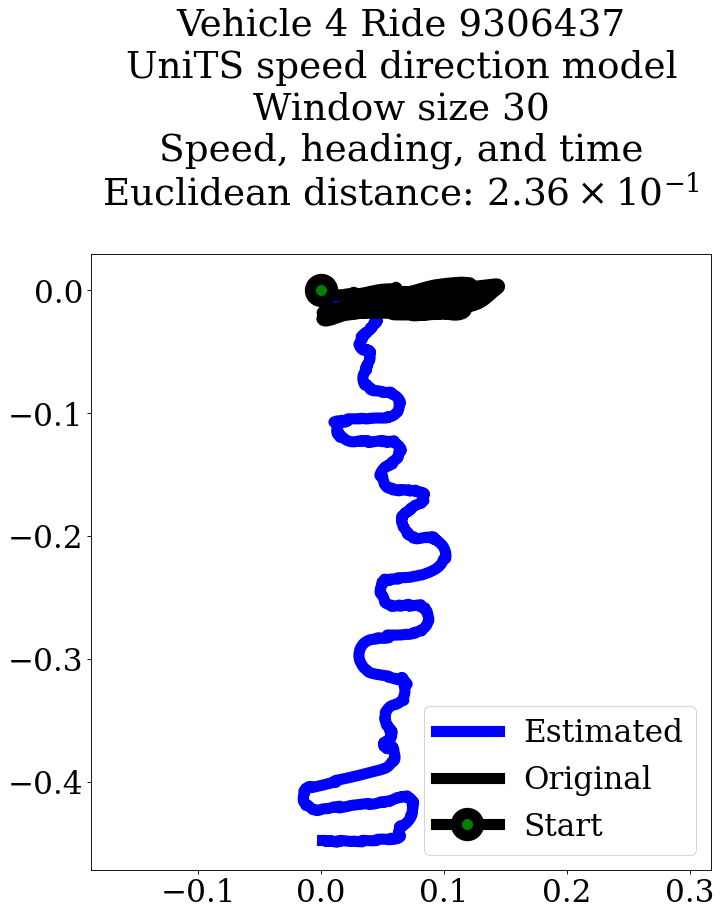 Vehicle 4 Ride 9306437
UniTS speed direction model
Window size 30
Speed, heading, and time
Euclidean distance: $2.36 \times 10^{-1}$
0.0
−0.1
−0.2
−0.3
−0.4
Estimated
Original
Start
−0.1 0.0 0.1 0.2 0.3